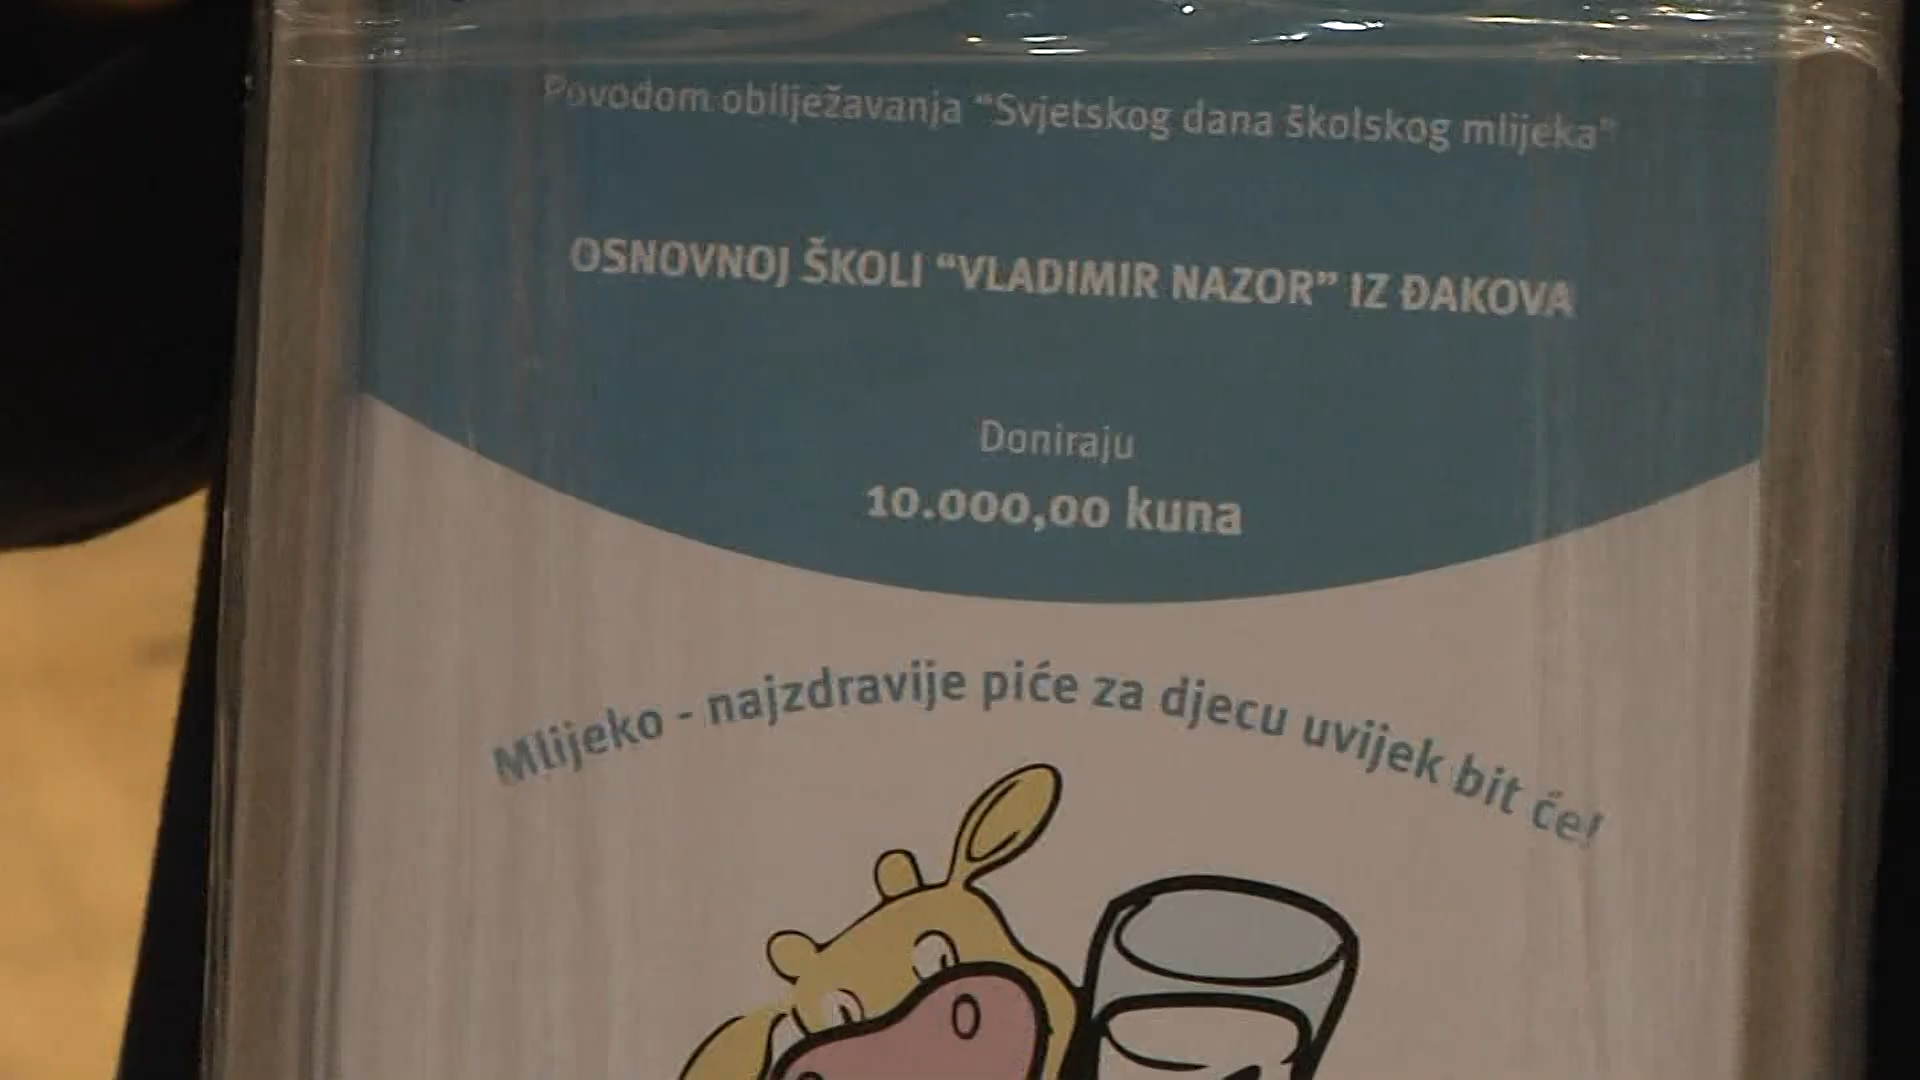 Povodom obilježavanja “Svjetskog dana školskog mlijeka”
OSNOVNOJ ŠKOLI “VLADIMIR NAZOR” IZ ĐAKOVA
Doniraju
10.000,00 kuna
Mlijeko - najzdravije piće za djecu uvijek bit će!